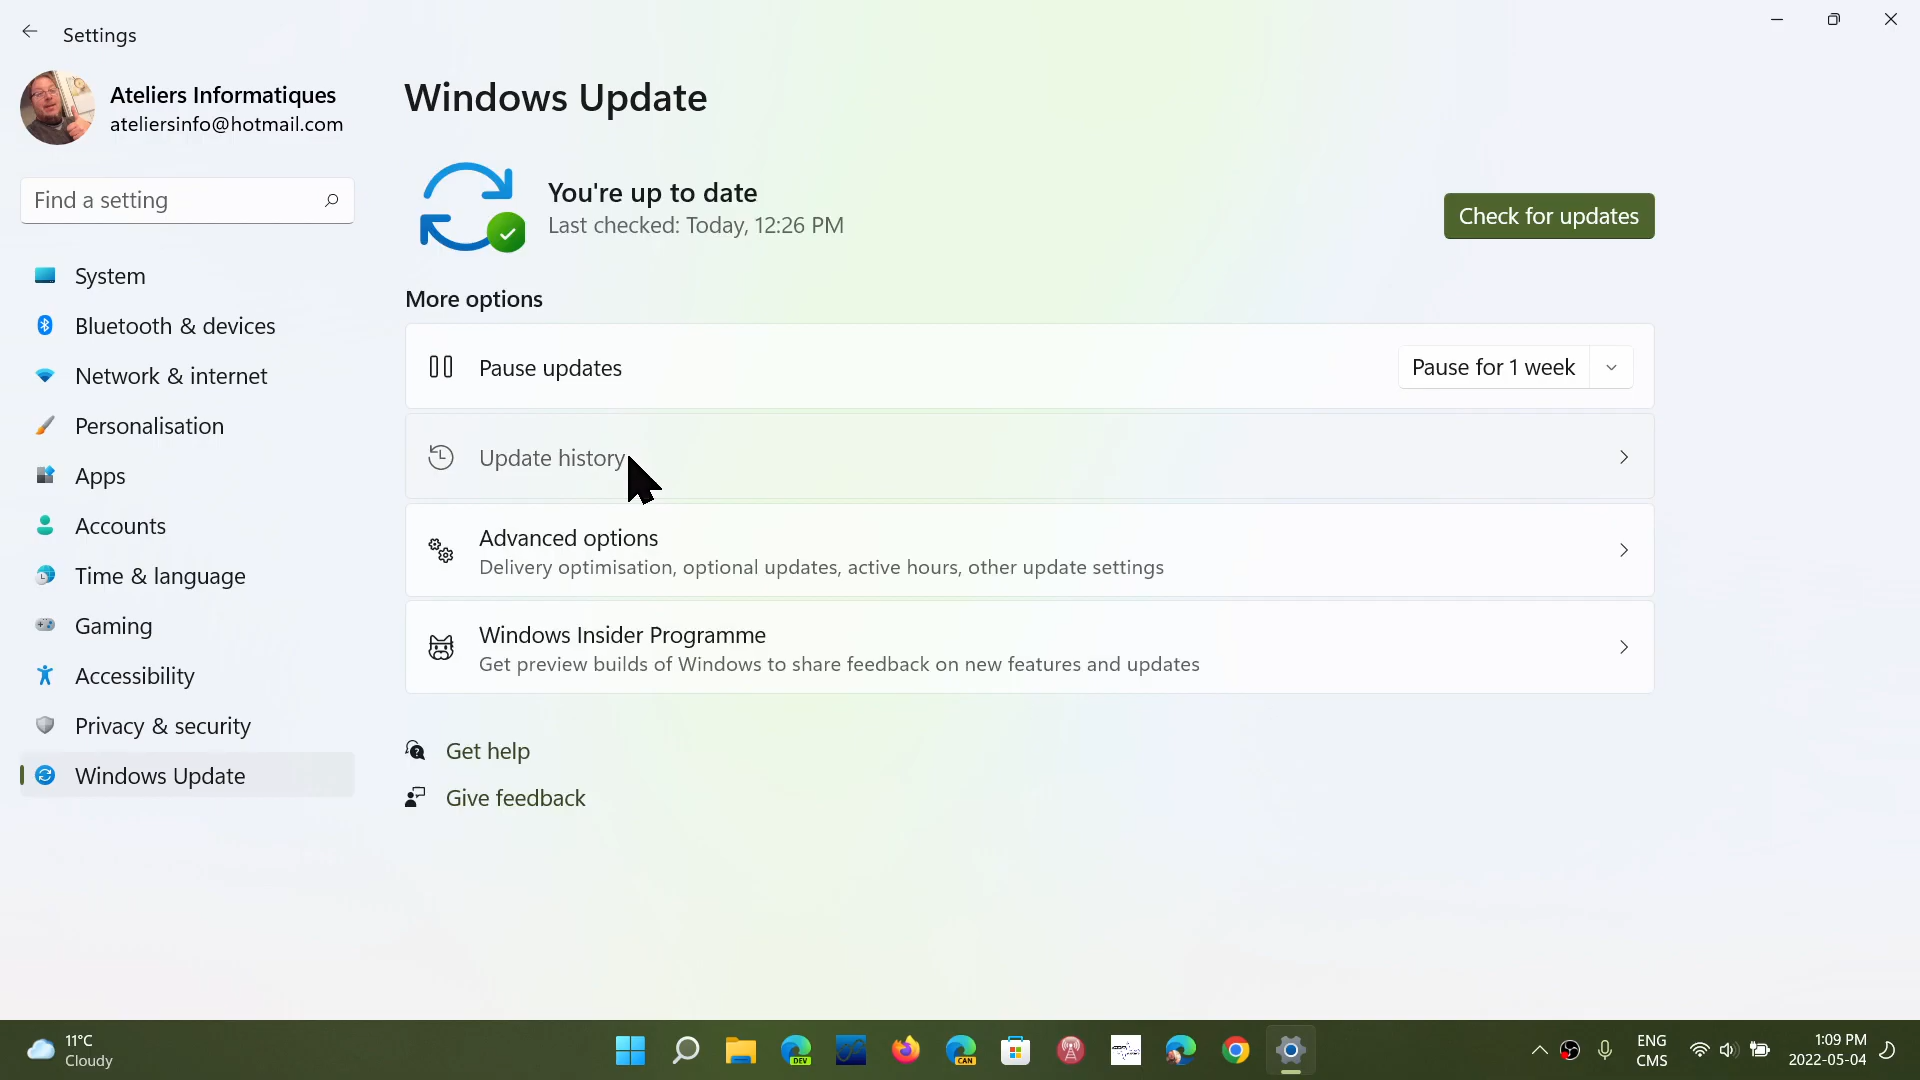 Settings
Ateliers Informatiques
ateliersinfo@hotmail.com
Find a setting
System
Bluetooth & devices
Network & internet
Personalisation
Apps
Accounts
Time & language
Gaming
Accessibility
Privacy & security
Windows Update
Windows Update
You're up to date
Last checked: Today, 12:26 PM
Check for updates
More options
Pause updates
Pause for 1 week
Update history
Advanced options
Delivery optimisation, optional updates, active hours, other update settings
Windows Insider Programme
Get preview builds of Windows to share feedback on new features and updates
Get help
Give feedback
11°C
Cloudy
DEV
CAN
ENG
CMS
1:09 PM
2022-05-04